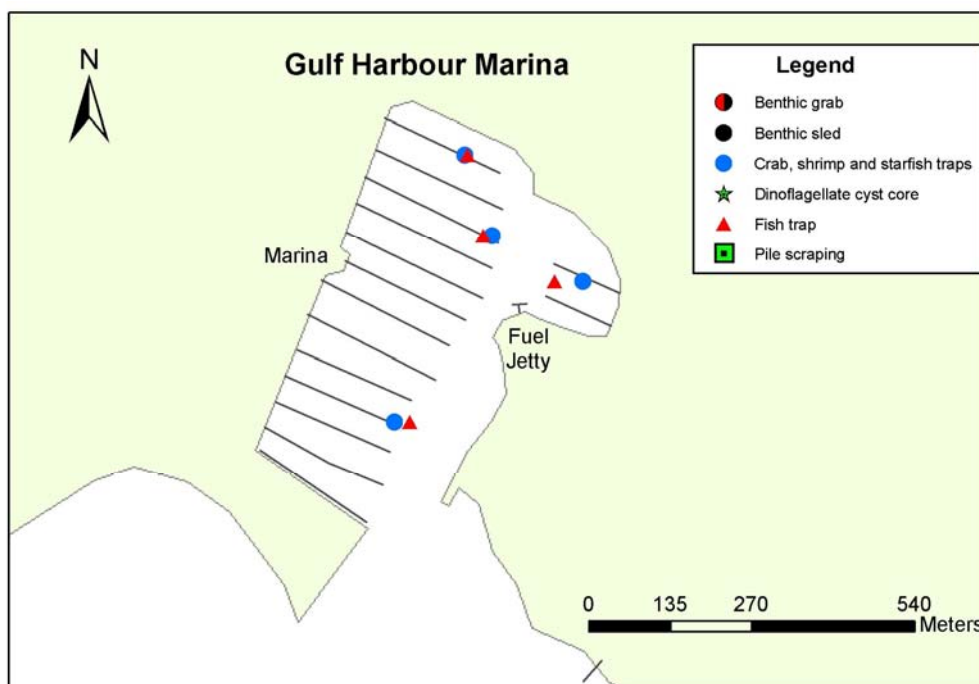 N
Gulf Harbour Marina
Legend
Benthic grab
Benthic sled
Crab, shrimp and starfish traps
Dinoflagellate cyst core
Fish trap
Pile scraping
Marina
Fuel
Jetty
0 135 270 540
Meters